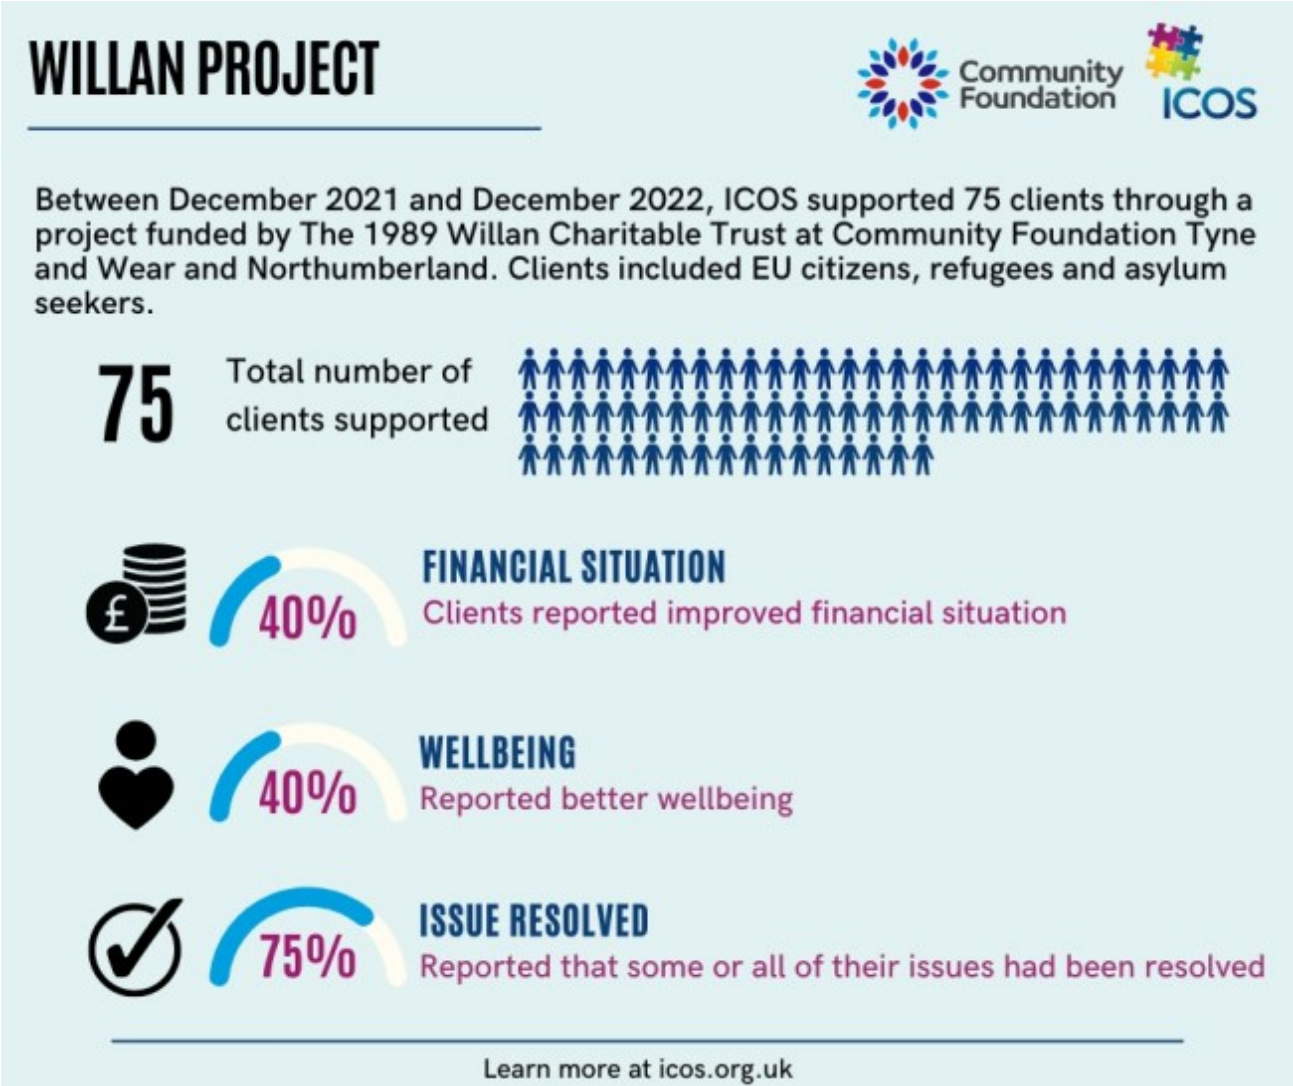 WILLAN PROJECT
Community
Foundation
ICOS
Between December 2021 and December 2022, ICOS supported 75 clients through a
project funded by The 1989 Willan Charitable Trust at Community Foundation Tyne
and Wear and Northumberland. Clients included EU citizens, refugees and asylum
seekers.
75
Total number of
clients supported
£
40%
FINANCIAL SITUATION
Clients reported improved financial situation
40%
WELLBEING
Reported better wellbeing
75%
ISSUE RESOLVED
Reported that some or all of their issues had been resolved
Learn more at icos.org.uk